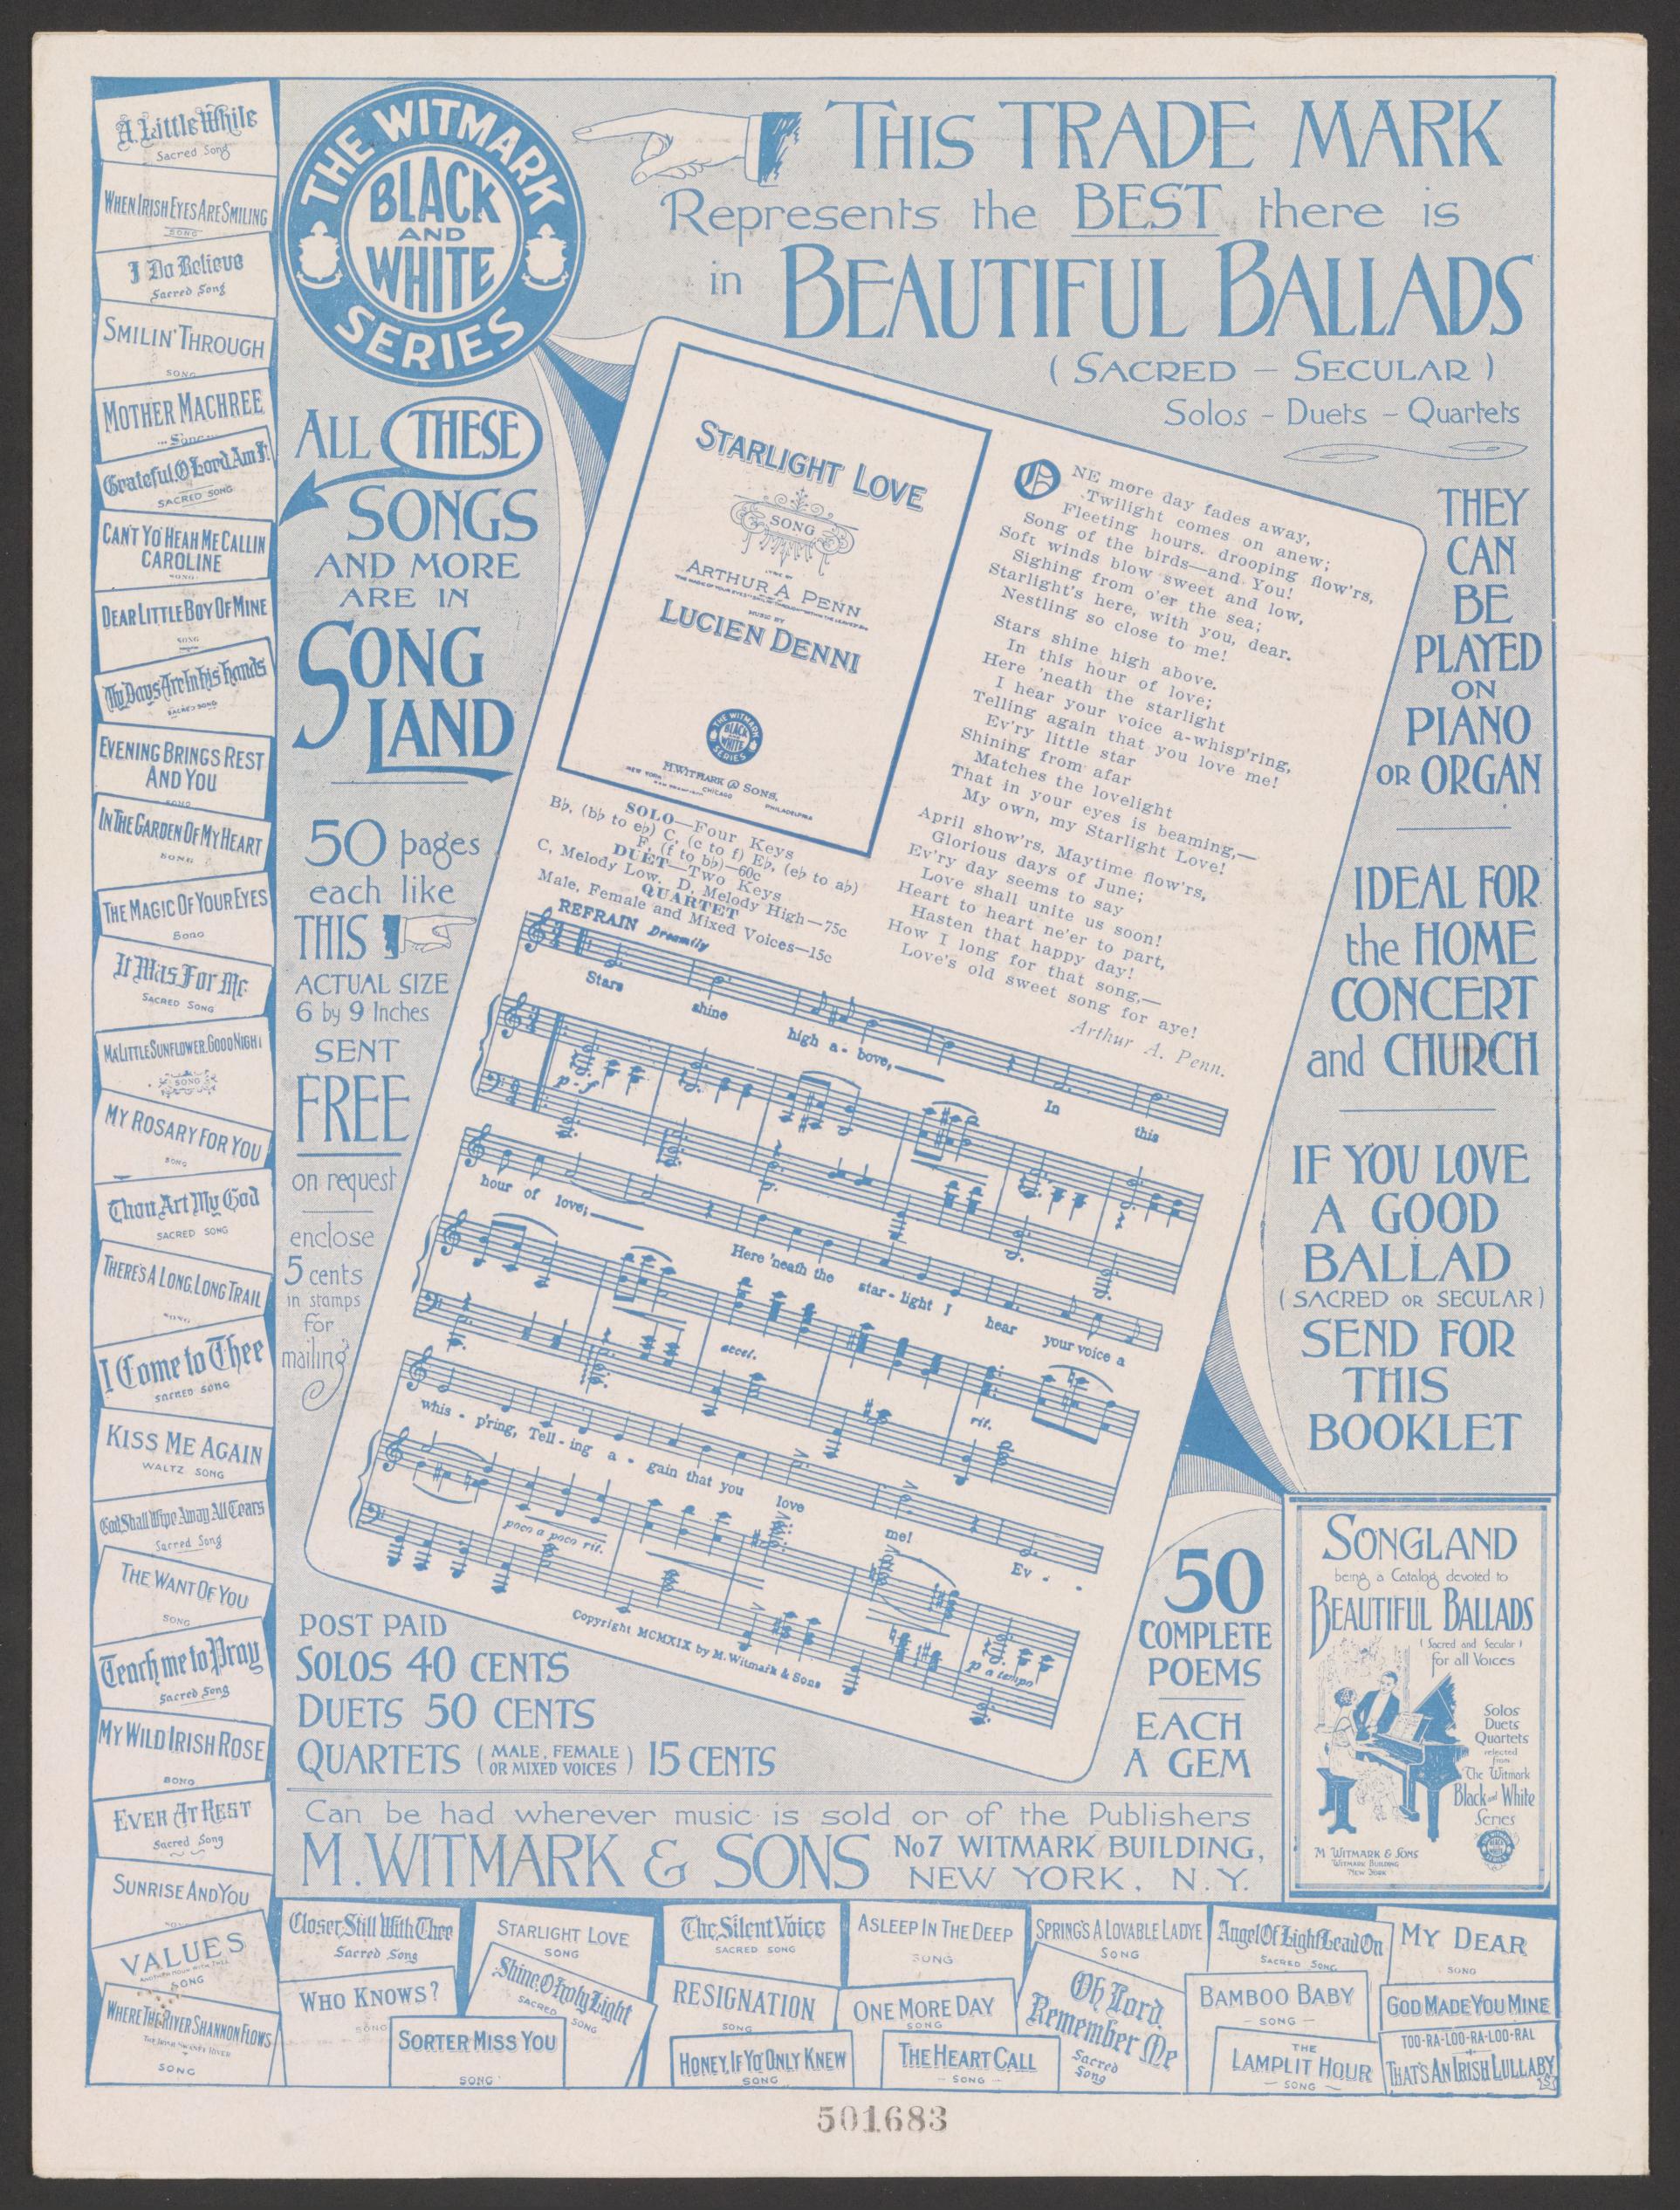 A Little While
Sacred Song
WHEN IRISH EYES ARE SMILING
SONG
I Do Believe
Sacred Song
SMILIN' THROUGH
SONG
MOTHER MACHREE
Song
Grateful, O Lord, Am I!
SACRED SONG
CAN'T YO' HEAH ME CALLIN
CAROLINE
SONG
DEAR LITTLE BOY OF MINE
SONG
My Days Are In His Hands
SACRED SONG
EVENING BRINGS REST
AND YOU
SONG
IN THE GARDEN OF MY HEART
SONG
THE MAGIC OF YOUR EYES
Song
It Was For Me
SACRED SONG
MA LITTLE SUNFLOWER, GOOD NIGHT
SONG
MY ROSARY FOR YOU
SONG
Thou Art My God
SACRED SONG
THERE'S A LONG, LONG TRAIL
SONG
I Come to Thee
SACRED SONG
KISS ME AGAIN
WALTZ SONG
God Shall Wipe Away All Tears
Sacred Song
THE WANT OF YOU
SONG
Teach me to Pray
Sacred Song
MY WILD IRISH ROSE
SONG
EVER AT REST
Sacred Song
SUNRISE AND YOU
VALUES
SONG
WHERE THE RIVER SHANNON FLOWS
SONG
THE WITMARK
BLACK
AND
WHITE
SERIES
THIS TRADE MARK
Represents the BEST there is
in BEAUTIFUL BALLADS
( SACRED – SECULAR )
Solos – Duets – Quartets
ALL THESE
SONGS
AND MORE
ARE IN
SONG
LAND
50 pages
each like
THIS
ACTUAL SIZE
6 by 9 Inches
SENT
FREE
on request
enclose
5 cents
in stamps
for
mailing
STARLIGHT LOVE
SONG
LYRIC BY
ARTHUR A. PENN
MUSIC BY
LUCIEN DENNI
THE WITMARK
BLACK
AND
WHITE
SERIES
M. WITMARK & SONS,
NEW YORK CHICAGO PHILADELPHIA
SOLO—Four Keys
B♭, (b♭ to e♭) C, (c to f) E♭, (e♭ to a♭)
F, (f to b♭)—60c
DUET—Two Keys
C, Melody Low, D, Melody High—75c
QUARTET
Male, Female and Mixed Voices—15c
ONE more day fades away,
Twilight comes on anew;
Fleeting hours, drooping flow'rs,
Song of the birds—and You!
Soft winds blow sweet and low,
Sighing from o'er the sea;
Starlight's here, with you, dear.
Nestling so close to me!
Stars shine high above.
In this hour of love;
Here 'neath the starlight
I hear your voice a-whisp'ring,
Telling again that you love me!
Ev'ry little star
Shining from afar
Matches the lovelight
That in your eyes is beaming,—
My own, my Starlight Love!
April show'rs, Maytime flow'rs,
Glorious days of June;
Ev'ry day seems to say
Love shall unite us soon!
Heart to heart ne'er to part,
Hasten that happy day!
How I long for that song,—
Love's old sweet song for aye!
Arthur A. Penn.
REFRAIN Dreamily
Stars shine high a - bove, In this
p-f
hour of love; Here 'neath the star - light I hear your voice a
accel.
rit.
whis - p'ring, Tell - ing a - gain that you love me! Ev -
poco a poco rit.
p a tempo
Copyright MCMXIX by M. Witmark & Sons
THEY
CAN
BE
PLAYED
ON
PIANO
OR ORGAN
IDEAL FOR
the HOME
CONCERT
and CHURCH
IF YOU LOVE
A GOOD
BALLAD
( SACRED OR SECULAR )
SEND FOR
THIS
BOOKLET
50
COMPLETE
POEMS
EACH
A GEM
SONGLAND
being a Catalog devoted to
BEAUTIFUL BALLADS
( Sacred and Secular )
for all Voices
Solos
Duets
Quartets
selected
from
The Witmark
Black and White
Series
M WITMARK & SONS
WITMARK BUILDING
NEW YORK
POST PAID
SOLOS 40 CENTS
DUETS 50 CENTS
QUARTETS ( MALE, FEMALE OR MIXED VOICES ) 15 CENTS
Can be had wherever music is sold or of the Publishers
M. WITMARK & SONS No 7 WITMARK BUILDING,
NEW YORK, N. Y.
Closer Still With Thee
Sacred Song
STARLIGHT LOVE
SONG
The Silent Voice
SACRED SONG
ASLEEP IN THE DEEP
SONG
SPRING'S A LOVABLE LADYE
SONG
Angel Of Light Lead On
SACRED SONG
MY DEAR
SONG
WHO KNOWS?
SONG
Shine, O Holy Light
SACRED SONG
RESIGNATION
SONG
ONE MORE DAY
SONG
Oh Lord,
Remember Me
Sacred
Song
BAMBOO BABY
– SONG –
GOD MADE YOU MINE
SORTER MISS YOU
SONG
HONEY, IF YO' ONLY KNEW
SONG
THE HEART CALL
– SONG –
THE
LAMPLIT HOUR
– SONG –
TOO-RA-LOO-RA-LOO-RAL
THAT'S AN IRISH LULLABY
501683